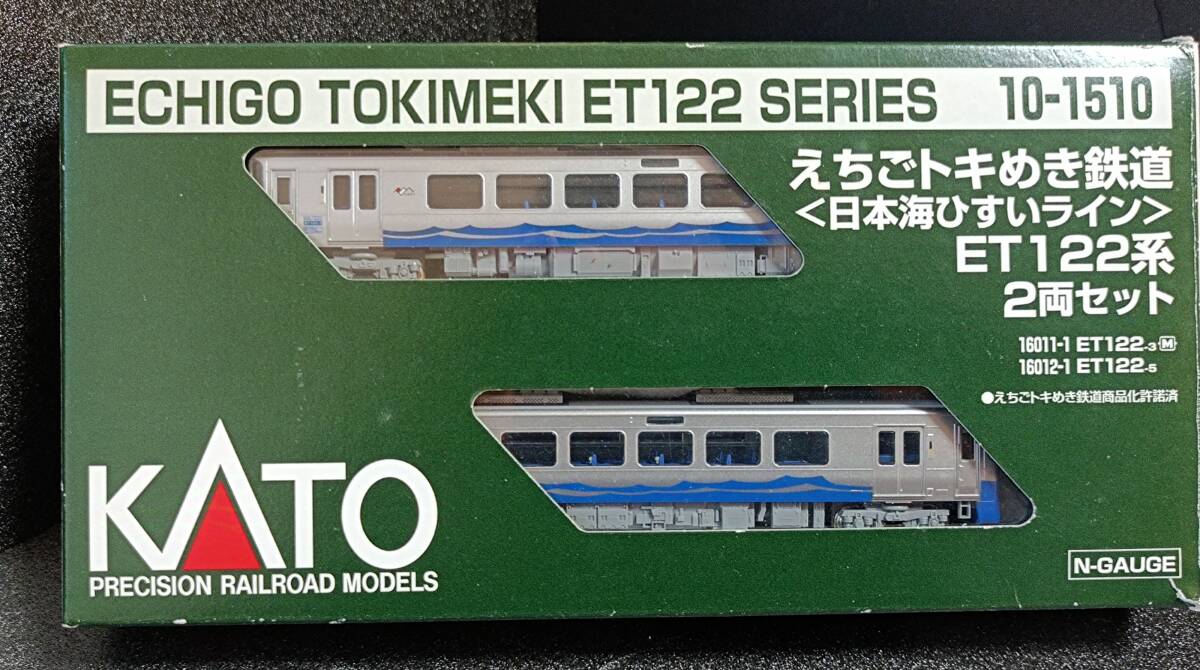 ECHIGO TOKIMEKI ET122 SERIES 10-1510
えちごトキめき鉄道
<日本海ひすいライン>
ET122系
2両セット
16011-1 ET122-3 M
16012-1 ET122-5
●えちごトキめき鉄道商品化許諾済
KATO
PRECISION RAILROAD MODELS
N-GAUGE